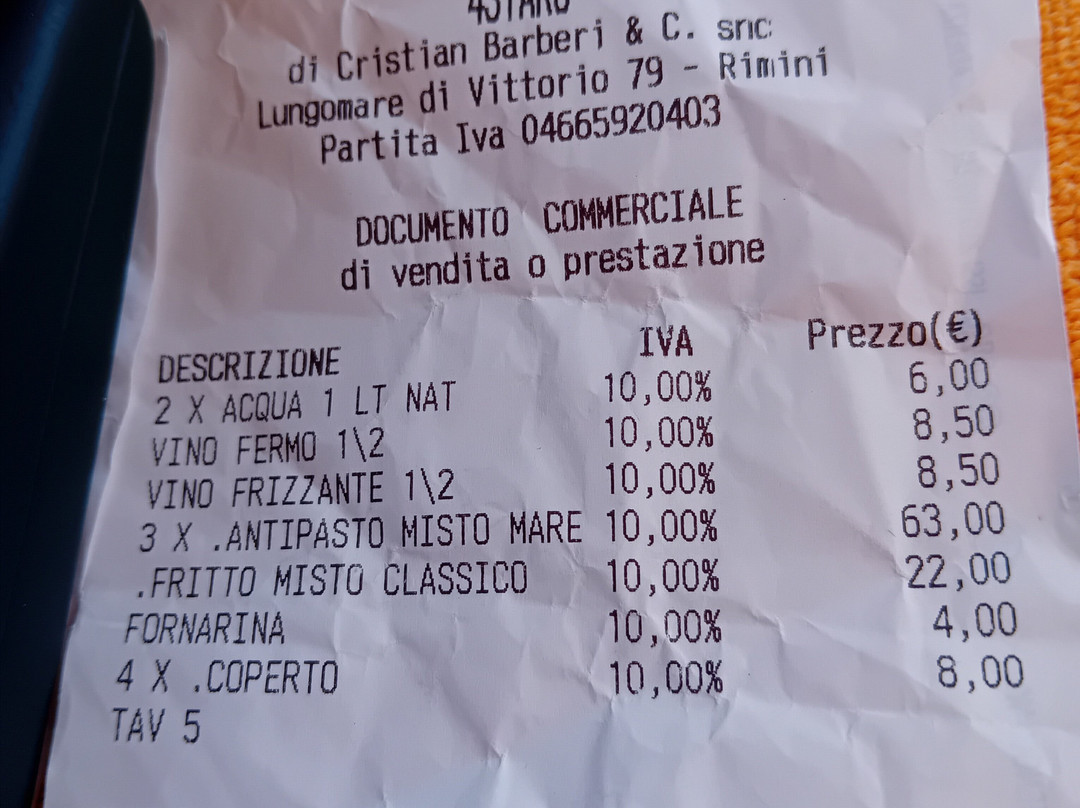 di Cristian Barberi & C. snc
Lungomare di Vittorio 79 - Rimini
Partita Iva 04665920403
DOCUMENTO COMMERCIALE
di vendita o prestazione
DESCRIZIONE IVA Prezzo(€)
2 X ACQUA 1 LT NAT 10,00% 6,00
VINO FERMO 1\2 10,00% 8,50
VINO FRIZZANTE 1\2 10,00% 8,50
3 X .ANTIPASTO MISTO MARE 10,00% 63,00
.FRITTO MISTO CLASSICO 10,00% 22,00
FORNARINA 10,00% 4,00
4 X .COPERTO 10,00% 8,00
TAV 5